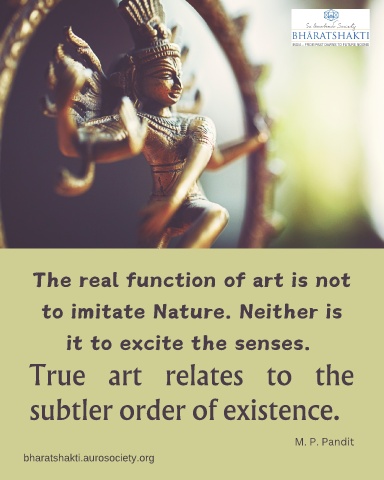 Sri Aurobindo Society
BHĀRATSHAKTI
The real function of art is not
to imitate Nature. Neither is
it to excite the senses.
True art relates to the
subtler order of existence.
M. P. Pandit
bharatshakti.aurosociety.org